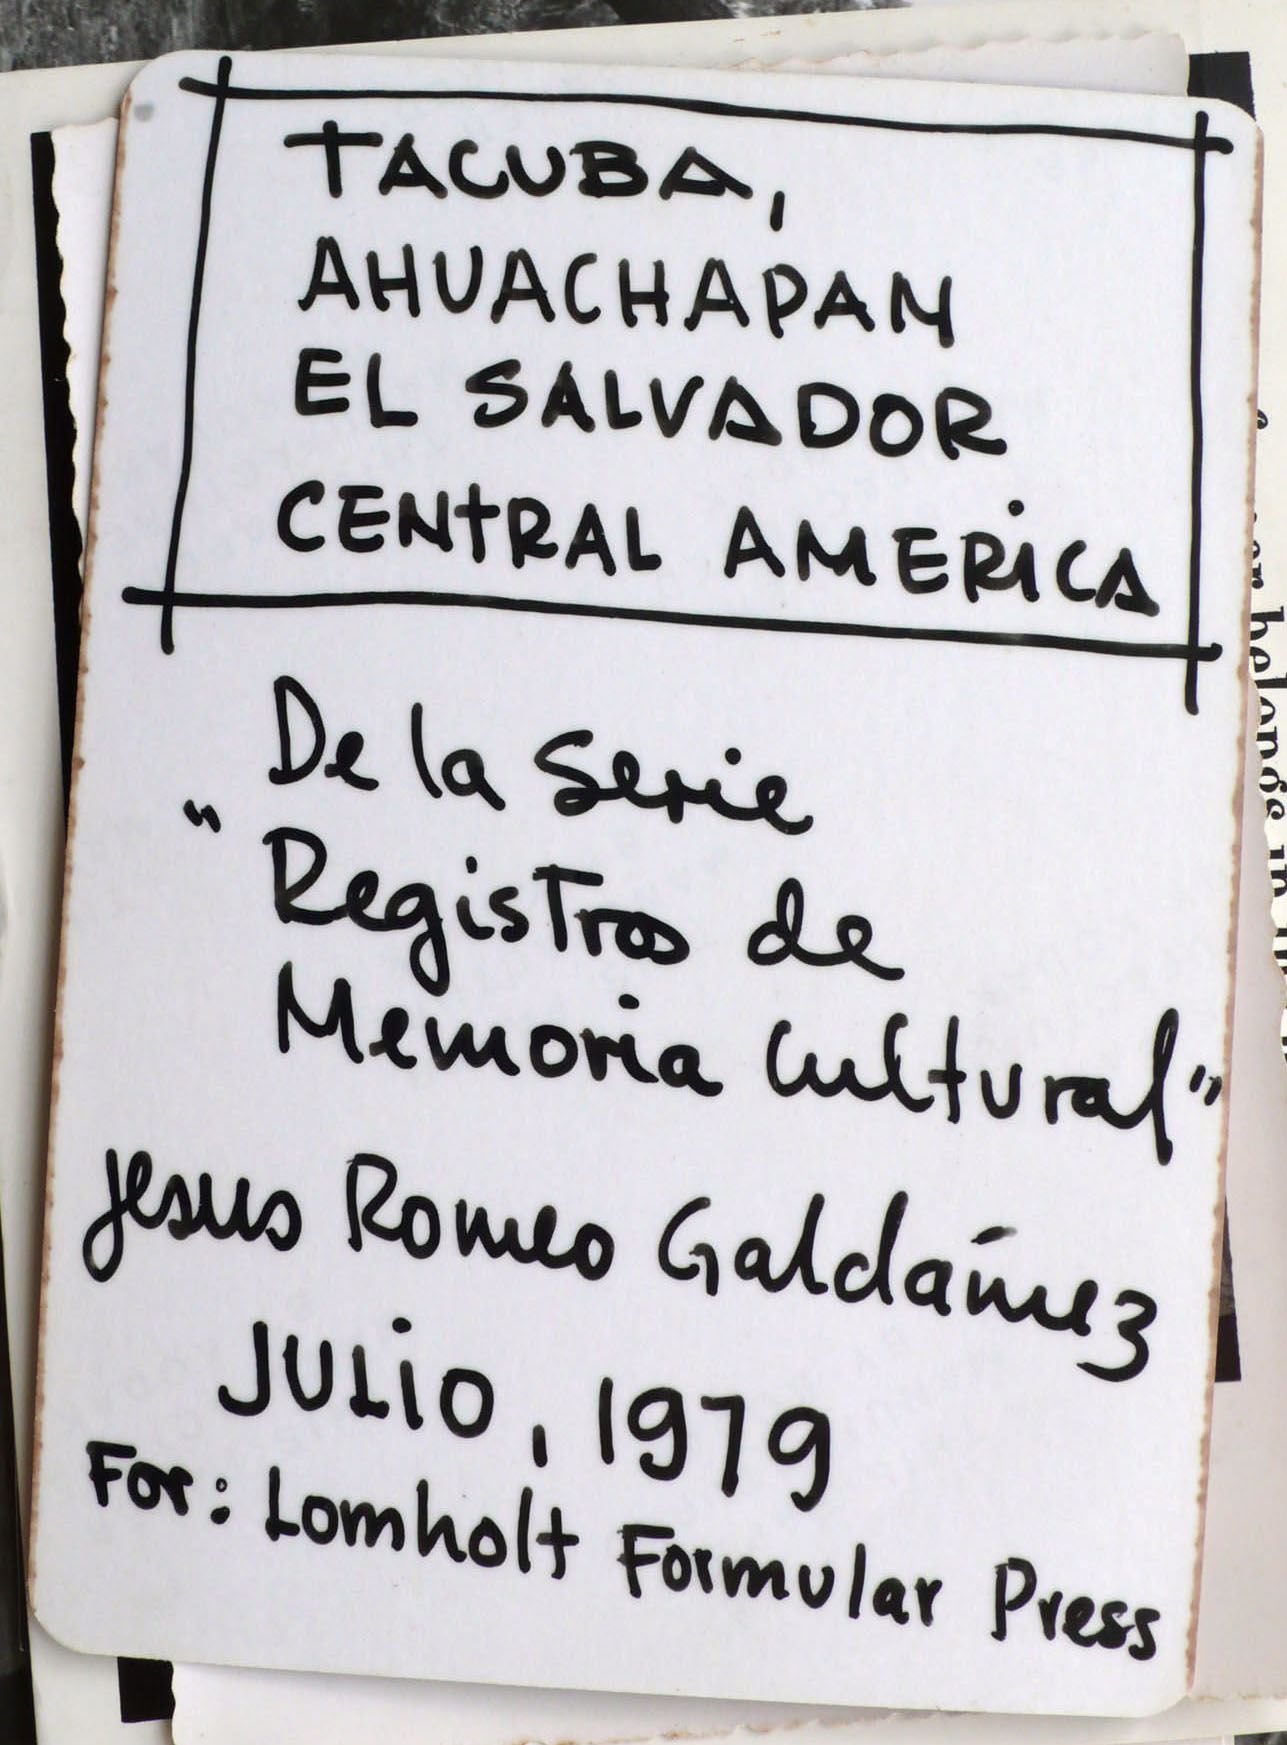 TACUBA,
AHUACHAPAN
EL SALVADOR
CENTRAL AMERICA
De la Serie
"Registros de
Memoria Cultural"
Jesus Romeo Galdámez
JULIO, 1979
For: Lomholt Formular Press
belongs